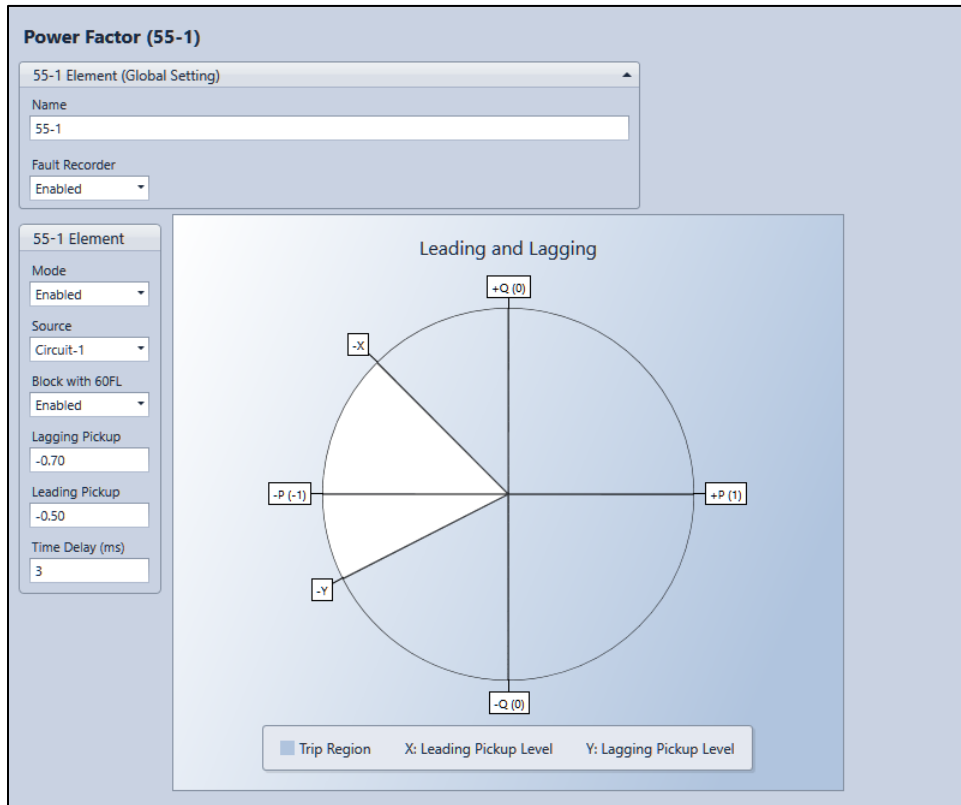 Power Factor (55-1)
55-1 Element (Global Setting)
Name
55-1
Fault Recorder
Enabled
55-1 Element
Mode
Enabled
Source
Circuit-1
Block with 60FL
Enabled
Lagging Pickup
-0.70
Leading Pickup
-0.50
Time Delay (ms)
3
Leading and Lagging
+Q (0)
-X
-P (-1)
+P (1)
-Y
-Q (0)
Trip Region X: Leading Pickup Level Y: Lagging Pickup Level